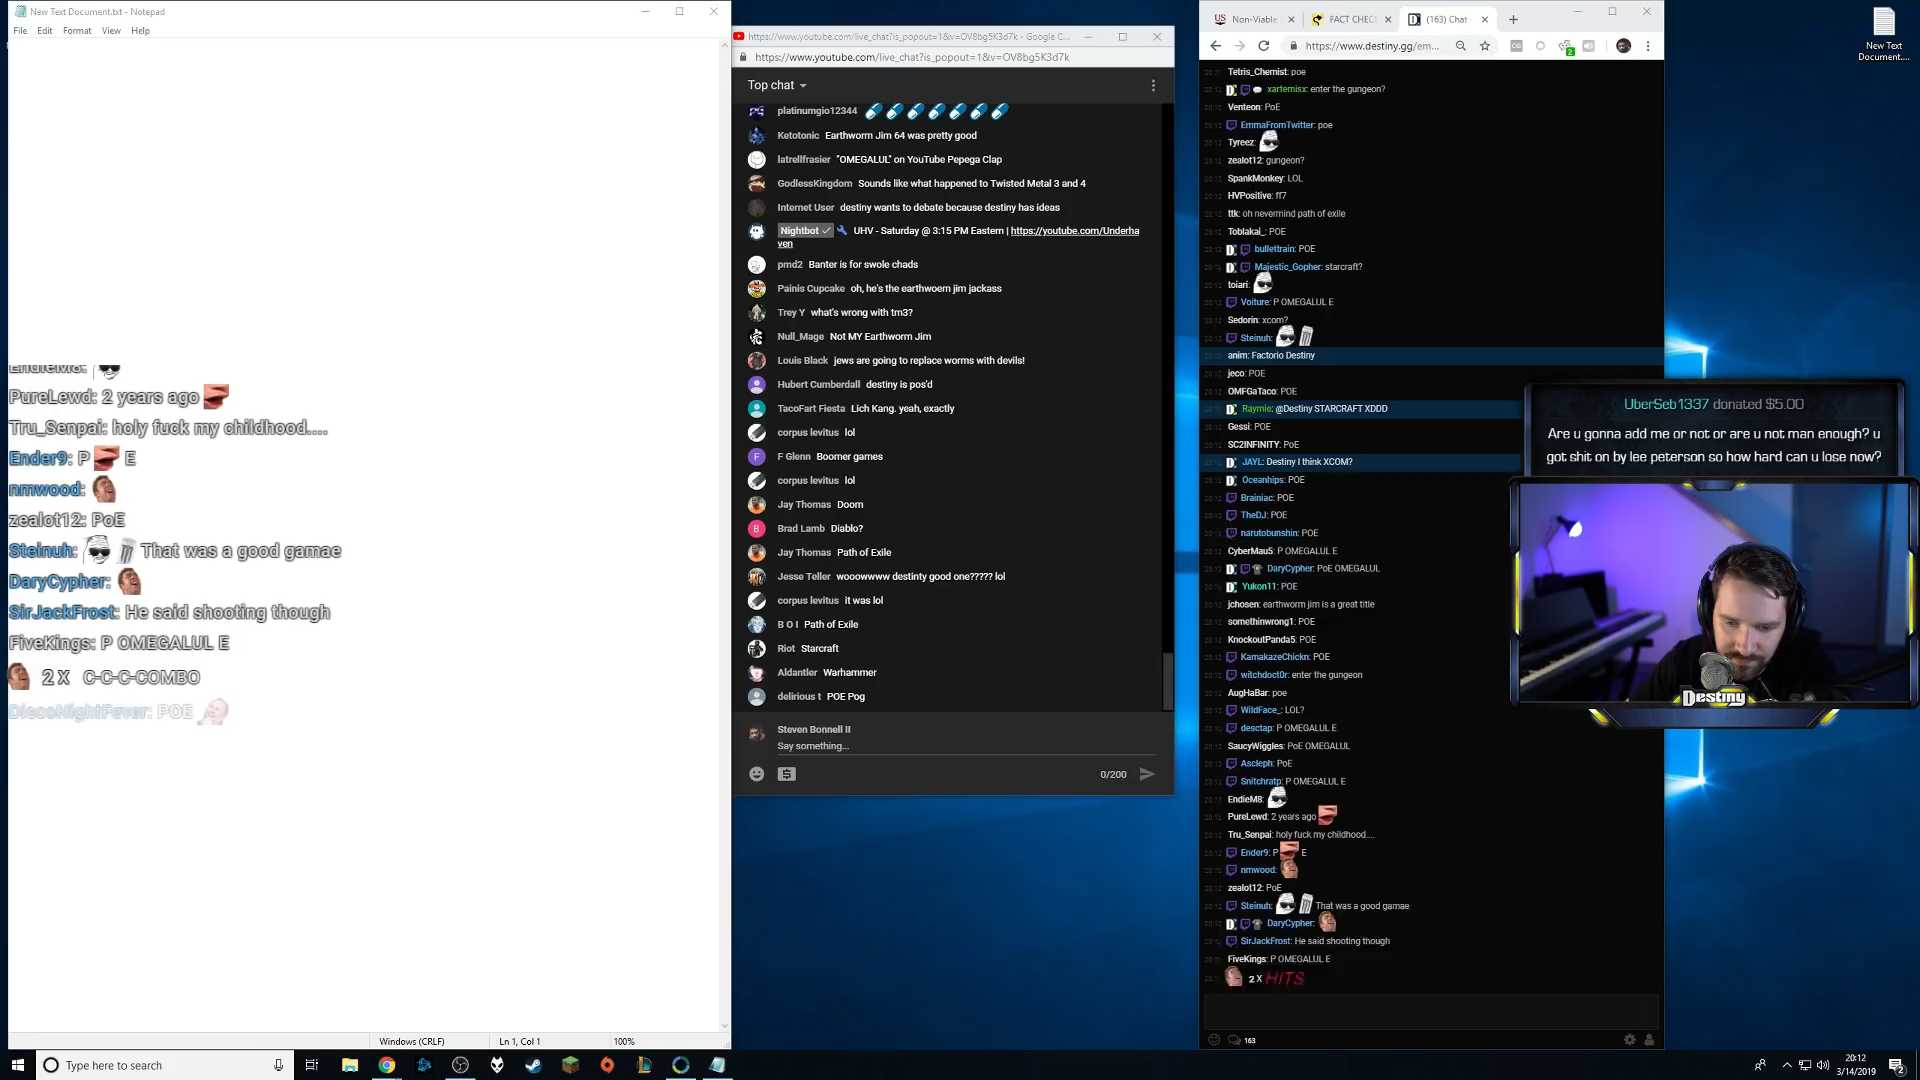 New Text Document.txt - Notepad
File Edit Format View Help
EndieM8:
PureLewd: 2 years ago
Tru_Senpai: holy fuck my childhood....
Ender9: P E
nmwood:
zealot12: PoE
Steinuh: That was a good gamae
DaryCypher:
SirJackFrost: He said shooting though
FiveKings: P OMEGALUL E
2 X C-C-C-COMBO
DiscoNightFever: POE
Windows (CRLF) Ln 1, Col 1 100%
https://www.youtube.com/live_chat?is_popout=1&v=OV8bg5K3d7k - Google C...
https://www.youtube.com/live_chat?is_popout=1&v=OV8bg5K3d7k
Top chat
platinumgio12344
Ketotonic Earthworm Jim 64 was pretty good
latrellfrasier "OMEGALUL" on YouTube Pepega Clap
GodlessKingdom Sounds like what happened to Twisted Metal 3 and 4
Internet User destiny wants to debate because destiny has ideas
Nightbot UHV - Saturday @ 3:15 PM Eastern | https://youtube.com/Underha
ven
pmd2 Banter is for swole chads
Painis Cupcake oh, he's the earthwoem jim jackass
Trey Y what's wrong with tm3?
Null_Mage Not MY Earthworm Jim
Louis Black jews are going to replace worms with devils!
Hubert Cumberdall destiny is pos'd
TacoFart Fiesta Lich Kang. yeah, exactly
corpus levitus lol
F Glenn Boomer games
corpus levitus lol
Jay Thomas Doom
Brad Lamb Diablo?
Jay Thomas Path of Exile
Jesse Teller wooowwww destinty good one????? lol
corpus levitus it was lol
B O I Path of Exile
Riot Starcraft
Aldantler Warhammer
delirious t POE Pog
Steven Bonnell II
Say something...
0/200
Non-Viable FACT CHEC (163) Chat
https://www.destiny.gg/em...
Tetris_Chemist: poe
xartemisx: enter the gungeon?
Venteon: PoE
EmmaFromTwitter: poe
Tyreez:
zealot12: gungeon?
SpankMonkey: LOL
HVPositive: ff7
ttk: oh nevermind path of exile
Toblakai_: POE
bullettrain: POE
Majestic_Gopher: starcraft?
toiari:
Voiture: P OMEGALUL E
Sedorin: xcom?
Steinuh:
anim: Factorio Destiny
jeco: POE
OMFGaTaco: POE
Raymie: @Destiny STARCRAFT XDDD
Gessi: POE
SC2INFINITY: PoE
JAYL: Destiny I think XCOM?
Oceanhips: POE
Brainiac: POE
TheDJ: POE
narutobunshin: POE
CyberMau5: P OMEGALUL E
DaryCypher: PoE OMEGALUL
Yukon11: POE
jchosen: earthworm jim is a great title
somethinwrong1: POE
KnockoutPanda5: POE
KamakazeChickn: POE
witchdoct0r: enter the gungeon
AugHaBar: poe
WildFace_: LOL?
desctap: P OMEGALUL E
SaucyWiggles: PoE OMEGALUL
Ascleph: PoE
Snitchratp: P OMEGALUL E
EndieM8:
PureLewd: 2 years ago
Tru_Senpai: holy fuck my childhood....
Ender9: P E
nmwood:
zealot12: PoE
Steinuh: That was a good gamae
DaryCypher:
SirJackFrost: He said shooting though
FiveKings: P OMEGALUL E
2 X HITS
163
UberSeb1337 donated $5.00
Are u gonna add me or not or are u not man enough? u
got shit on by lee peterson so how hard can u lose now?
Destiny
New Text
Document....
Type here to search
20:12
3/14/2019